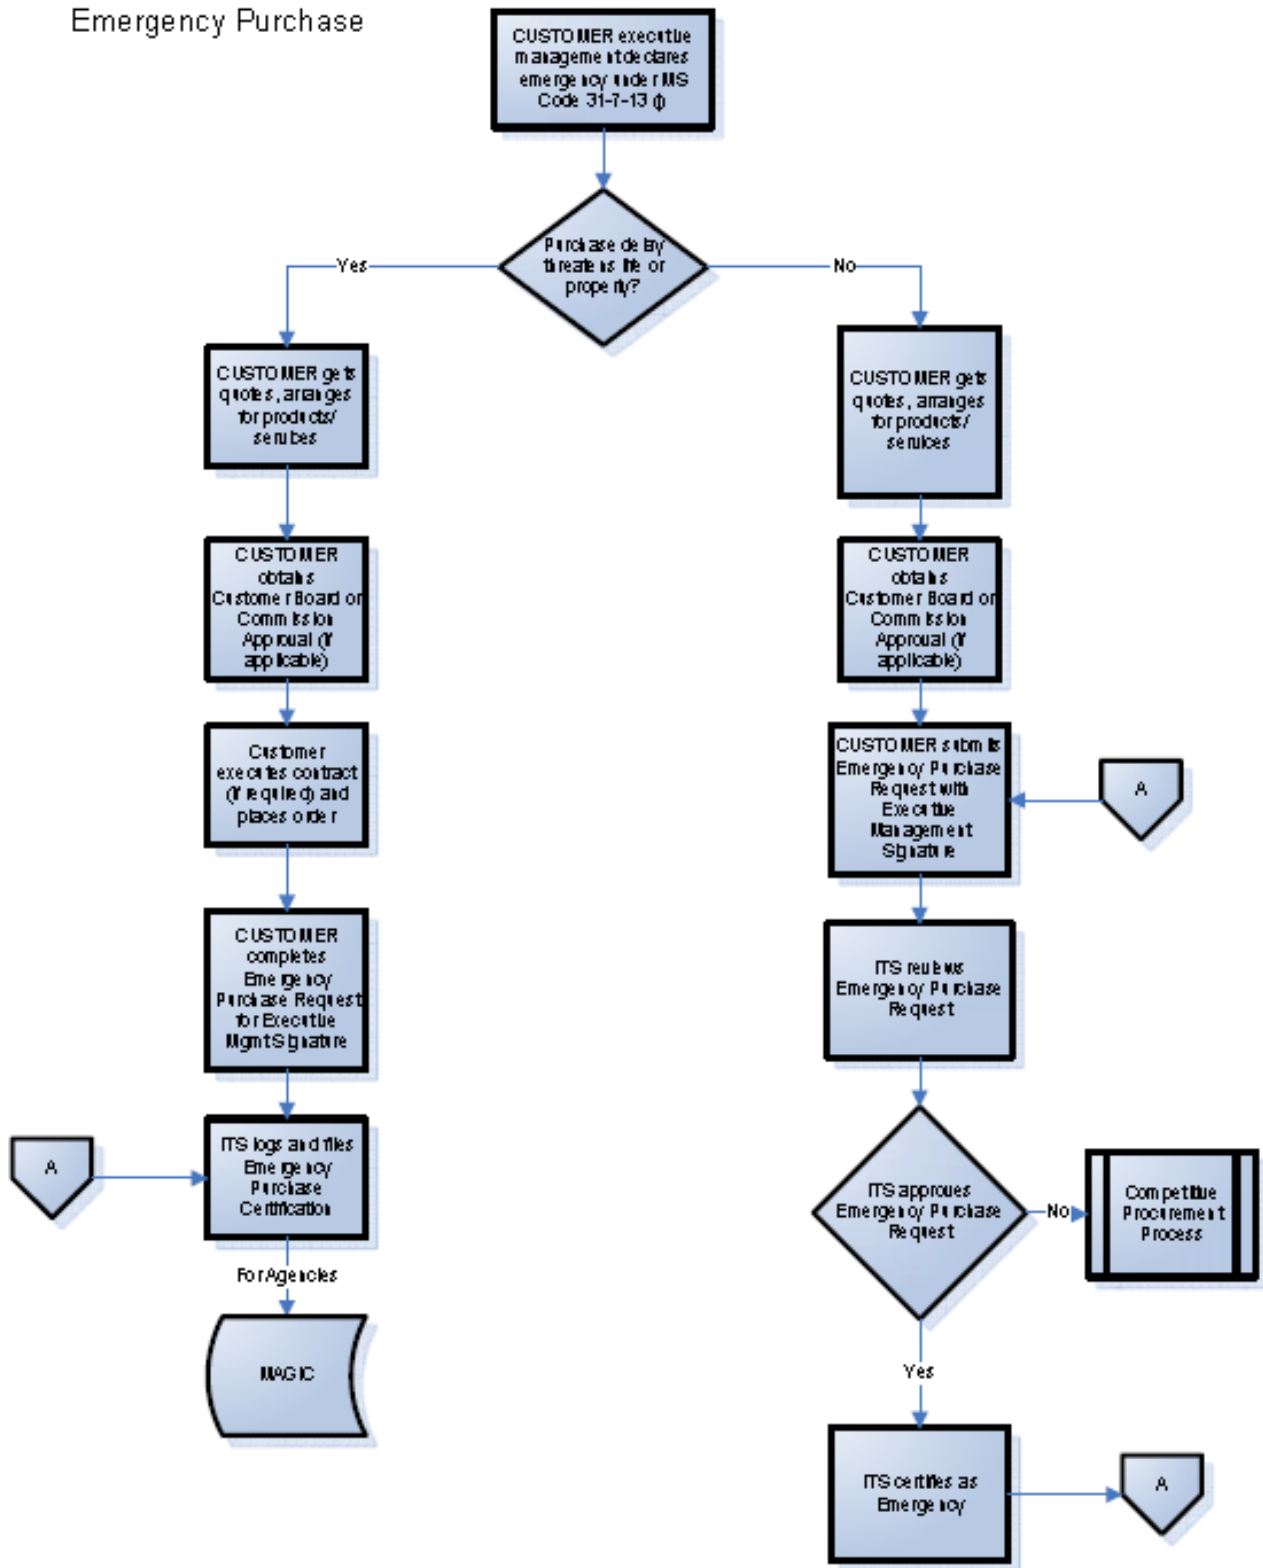 Emergency Purchase
CUSTOMER executive
management declares
emergency under MS
Code 31-7-13 (j)
Purchase delay
threatens life or
property?
Yes
No
CUSTOMER gets
quotes, arranges
for products/
services
CUSTOMER
obtains
Customer Board or
Commission
Approval (if
applicable)
Customer
executes contract
(if required) and
places order
CUSTOMER
completes
Emergency
Purchase Request
for Executive
Mgmt Signature
A
ITS logs and files
Emergency
Purchase
Certification
For Agencies
MAGIC
CUSTOMER gets
quotes, arranges
for products/
services
CUSTOMER
obtains
Customer Board or
Commission
Approval (if
applicable)
CUSTOMER submits
Emergency Purchase
Request with
Executive
Management
Signature
A
ITS reviews
Emergency Purchase
Request
ITS approves
Emergency Purchase
Request
No
Competitive
Procurement
Process
Yes
ITS certifies as
Emergency
A